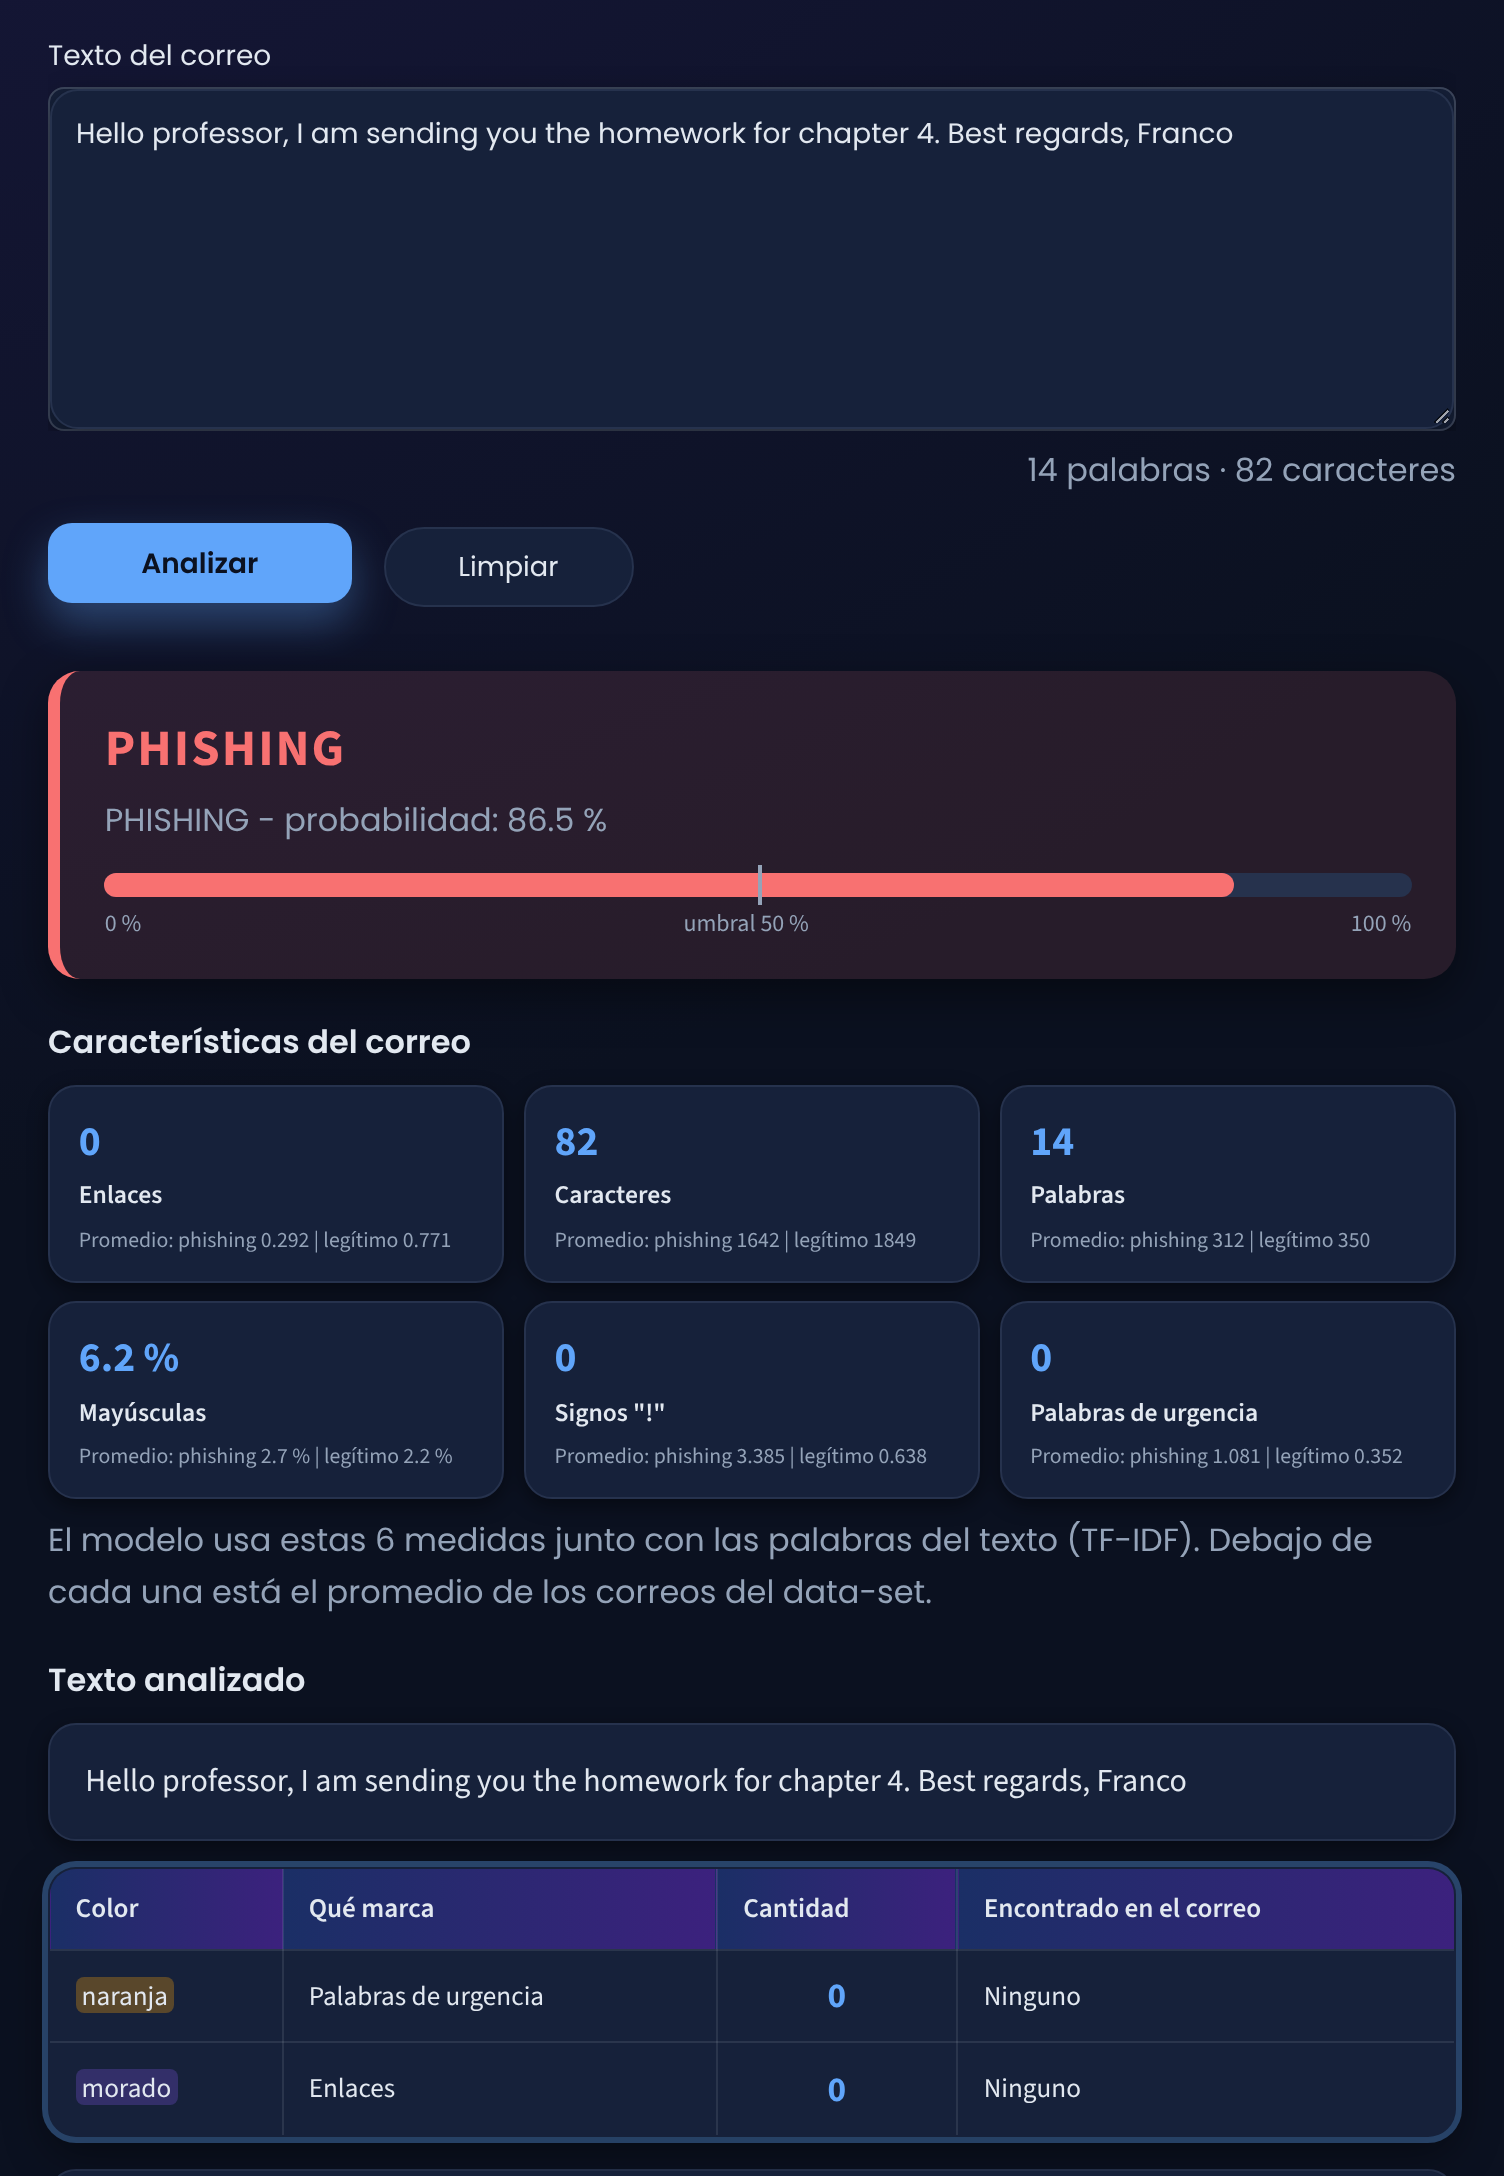 Texto del correo
Hello professor, I am sending you the homework for chapter 4. Best regards, Franco
14 palabras · 82 caracteres
Analizar
Limpiar
PHISHING
PHISHING - probabilidad: 86.5 %
0 %
umbral 50 %
100 %
Características del correo
0
Enlaces
Promedio: phishing 0.292 | legítimo 0.771
82
Caracteres
Promedio: phishing 1642 | legítimo 1849
14
Palabras
Promedio: phishing 312 | legítimo 350
6.2 %
Mayúsculas
Promedio: phishing 2.7 % | legítimo 2.2 %
0
Signos "!"
Promedio: phishing 3.385 | legítimo 0.638
0
Palabras de urgencia
Promedio: phishing 1.081 | legítimo 0.352
El modelo usa estas 6 medidas junto con las palabras del texto (TF-IDF). Debajo de
cada una está el promedio de los correos del data-set.
Texto analizado
Hello professor, I am sending you the homework for chapter 4. Best regards, Franco
Color
Qué marca
Cantidad
Encontrado en el correo
naranja
Palabras de urgencia
0
Ninguno
morado
Enlaces
0
Ninguno